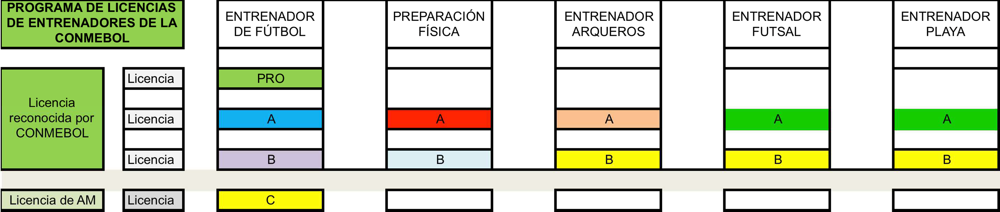 PROGRAMA DE LICENCIAS
DE ENTRENADORES DE LA
CONMEBOL
ENTRENADOR
DE FÚTBOL
PREPARACIÓN
FÍSICA
ENTRENADOR
ARQUEROS
ENTRENADOR
FUTSAL
ENTRENADOR
PLAYA
Licencia
reconocida por
CONMEBOL
Licencia
PRO
Licencia
A
A
A
A
A
Licencia
B
B
B
B
B
Licencia de AM
Licencia
C